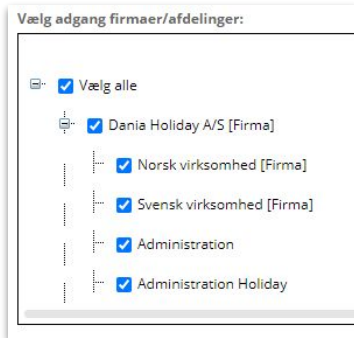 Vælg adgang firmaer/afdelinger:
Vælg alle
Dania Holiday A/S [Firma]
Norsk virksomhed [Firma]
Svensk virksomhed [Firma]
Administration
Administration Holiday